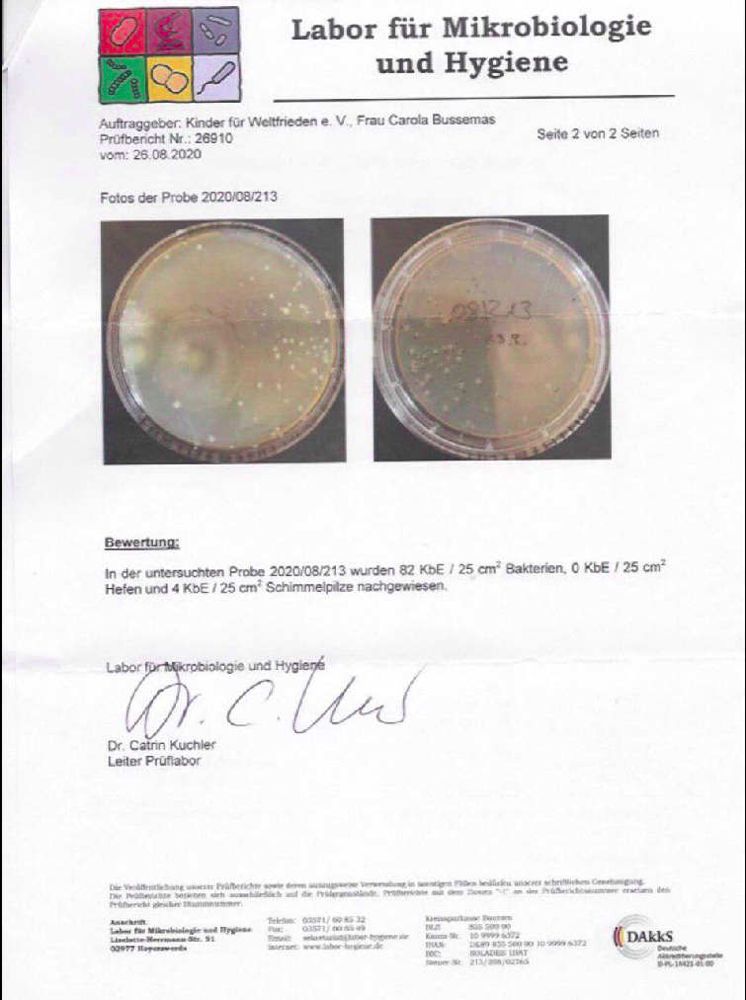 Labor für Mikrobiologie
und Hygiene
Auftraggeber: Kinder für Weltfrieden e. V., Frau Carola Bussemas
Prüfbericht Nr.: 26910
Seite 2 von 2 Seiten
vom: 26.08.2020
Fotos der Probe 2020/08/213
081213
Bewertung:
In der untersuchten Probe 2020/08/213 wurden 82 KbE / 25 cm² Bakterien, 0 KbE / 25 cm²
Hefen und 4 KbE / 25 cm² Schimmelpilze nachgewiesen.
Labor für Mikrobiologie und Hygiene
Dr. Catrin Kuchler
Leiter Prüflabor
Die Veröffentlichung unserer Prüfberichte sowie deren auszugsweise Verwendung in sonstigen Fällen bedürfen unserer schriftlichen Genehmigung.
Die Prüfberichte beziehen sich ausschließlich auf die Prüfgegenstände. Prüfberichte mit dem Zusatz "-1" an der Prüfberichtsnummer ersetzen den
Prüfbericht gleicher Stammnummer.
Anschrift:
Labor für Mikrobiologie und Hygiene
Liselotte-Herrmann-Str. 91
02977 Hoyerswerda
Telefon: 03571/ 60 85 32
Fax: 03571/ 60 85 49
Email: sekretariat@labor-hygiene.de
Internet: www.labor-hygiene.de
Kreissparkasse Bautzen
BLZ: 855 500 00
Konto-Nr. 10 9999 6372
IBAN: DE89 855 500 00 10 9999 6372
BIC: SOLADES 1BAT
Steuer-Nr. 213/208/02765
DAkkS
Deutsche
Akkreditierungsstelle
D-PL-14421-01-00